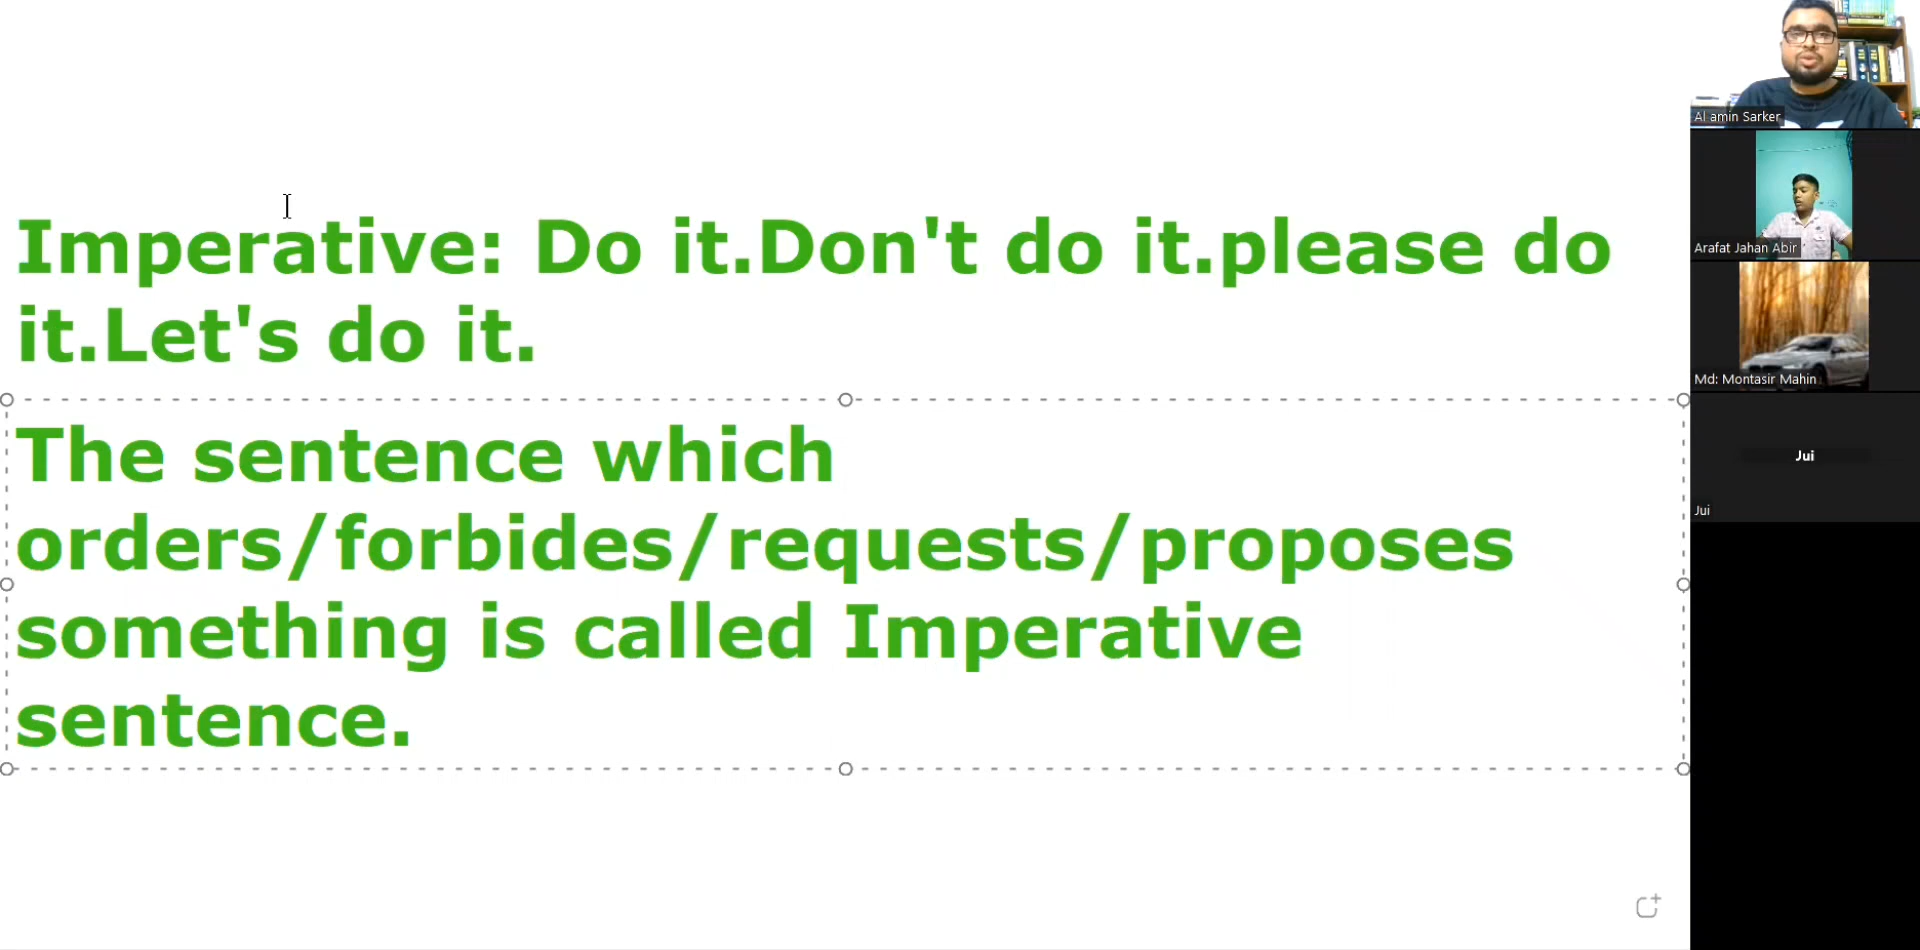 Imperative: Do it.Don't do it.please do
it.Let's do it.
The sentence which
orders/forbides/requests/proposes
something is called Imperative
sentence.
Al amin Sarker
Arafat Jahan Abir
Md: Montasir Mahin
Jui
Jui